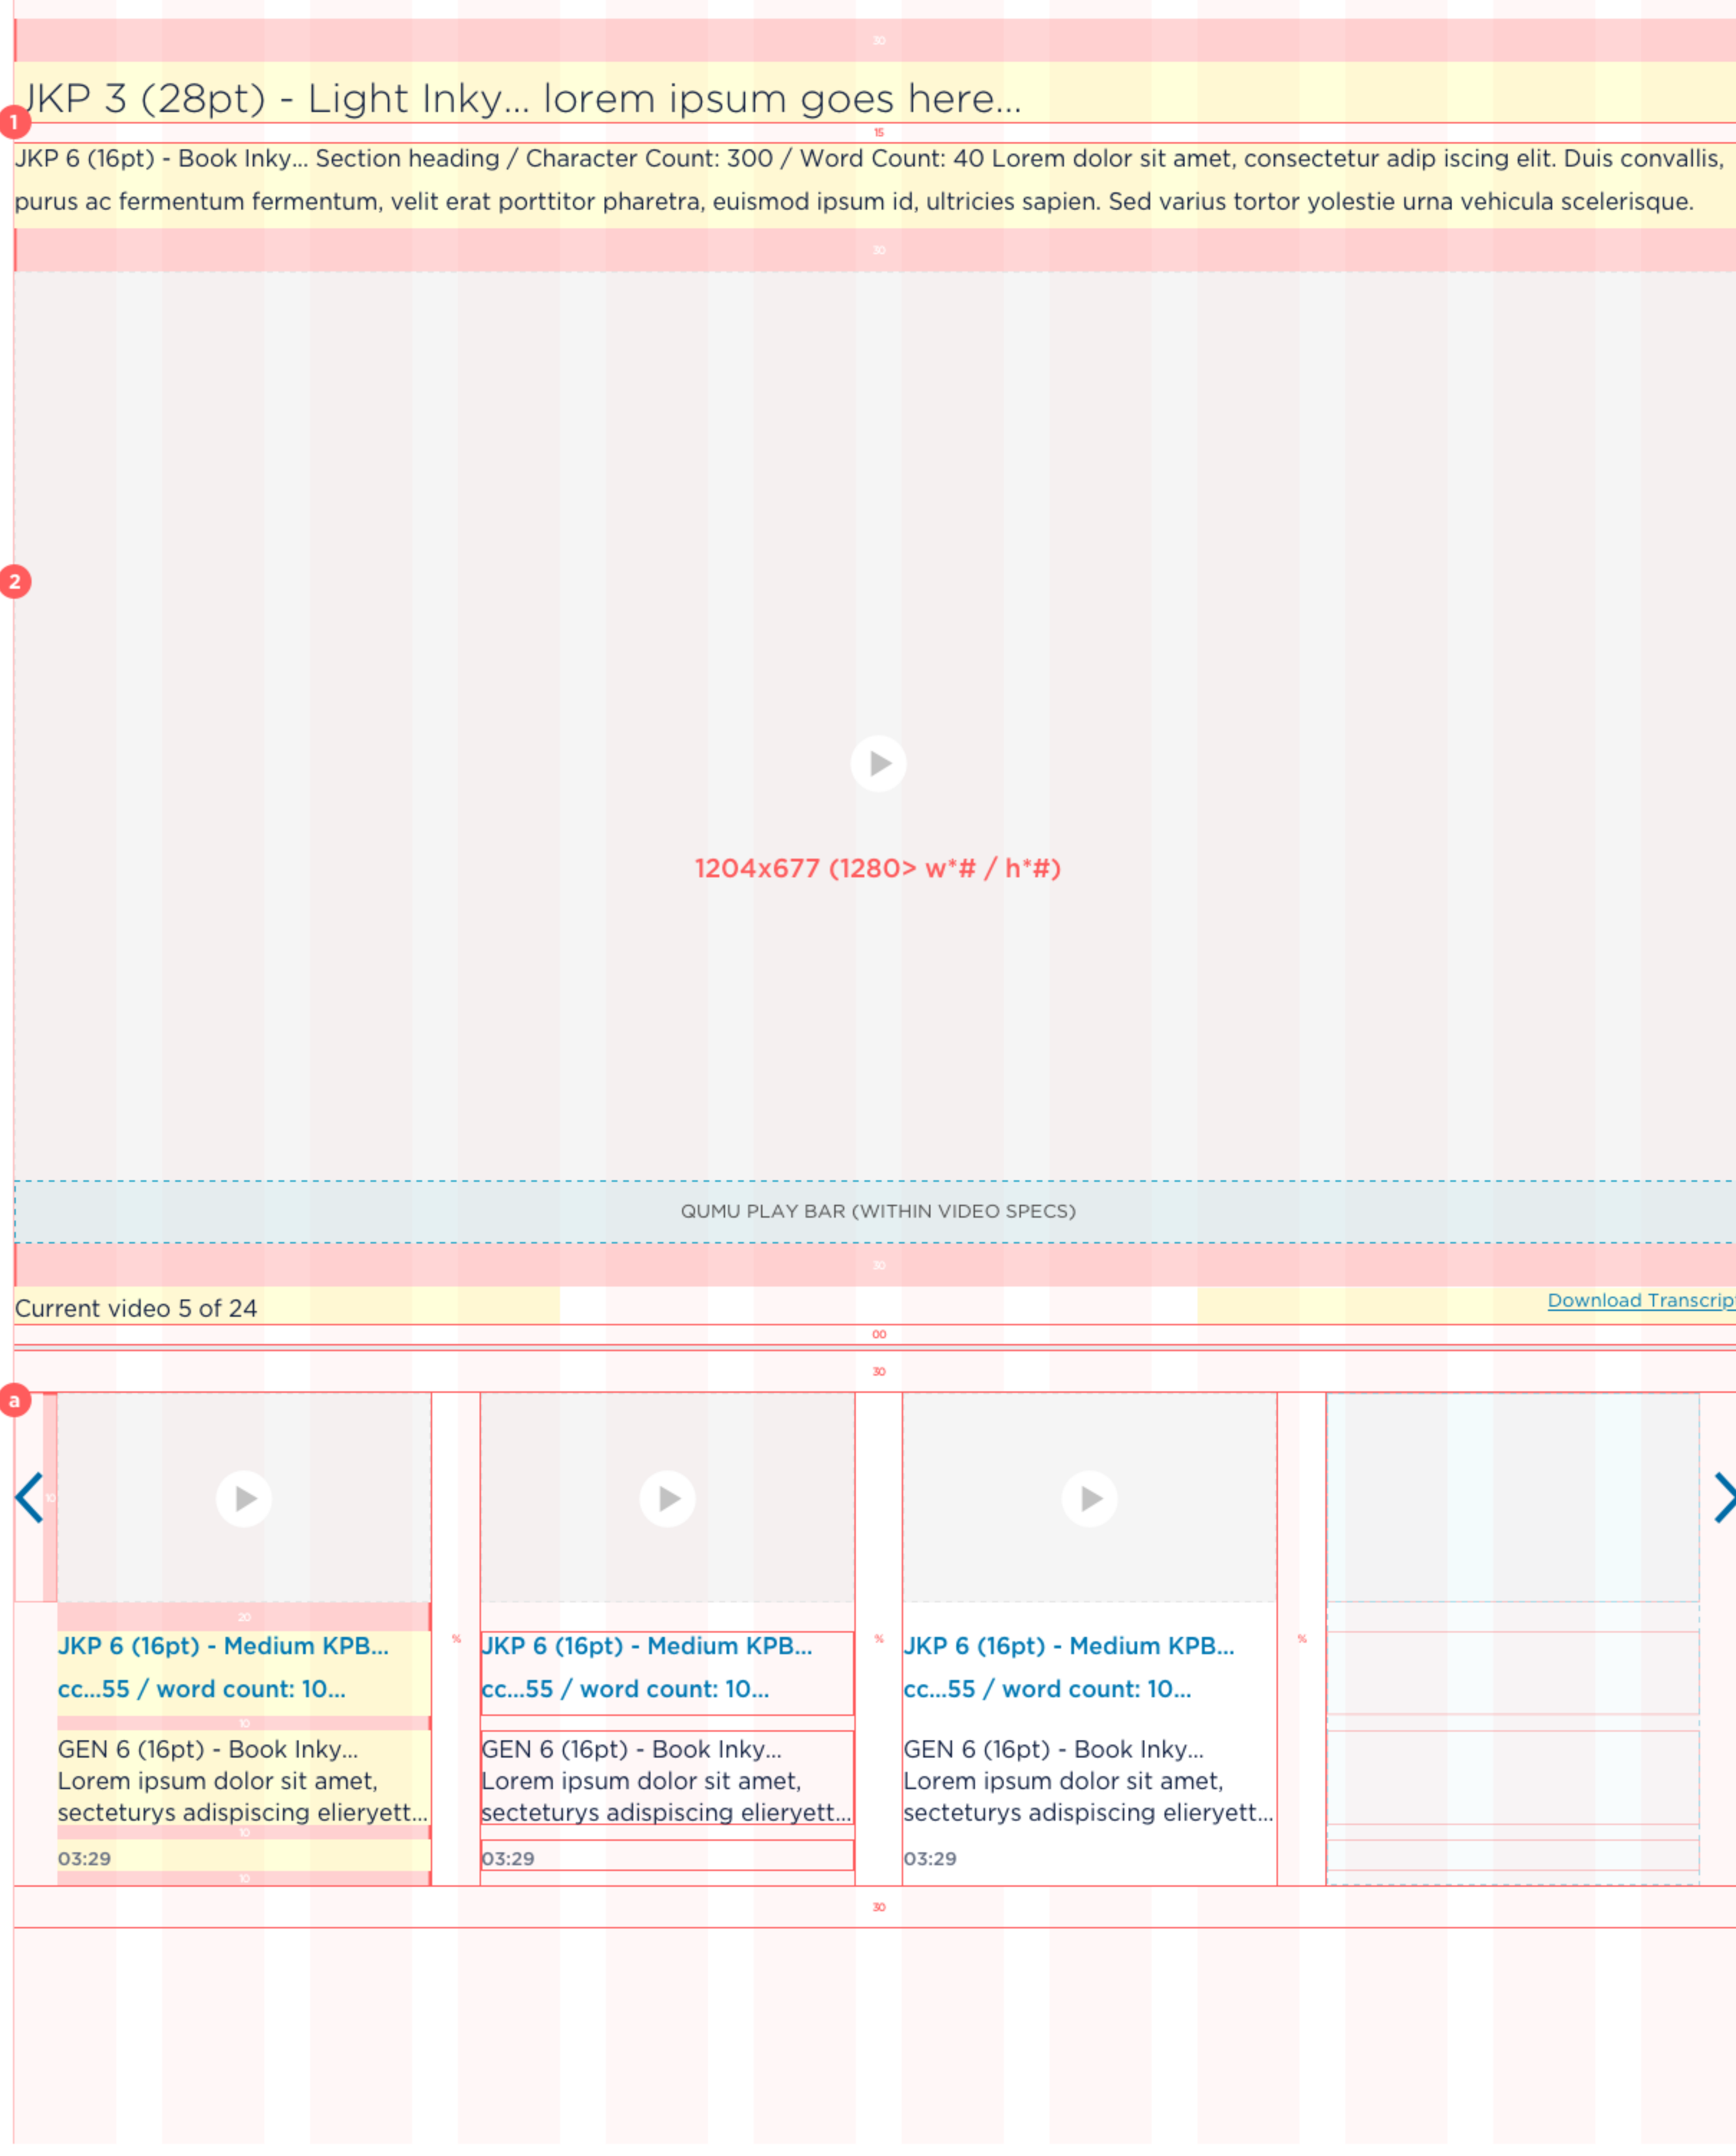 30
JKP 3 (28pt) - Light Inky... lorem ipsum goes here...
1
15
JKP 6 (16pt) - Book Inky... Section heading / Character Count: 300 / Word Count: 40 Lorem dolor sit amet, consectetur adip iscing elit. Duis convallis,
purus ac fermentum fermentum, velit erat porttitor pharetra, euismod ipsum id, ultricies sapien. Sed varius tortor yolestie urna vehicula scelerisque.
30
2
1204x677 (1280> w*# / h*#)
QUMU PLAY BAR (WITHIN VIDEO SPECS)
30
Current video 5 of 24
Download Transcrip
00
30
a
10
20
JKP 6 (16pt) - Medium KPB...
cc...55 / word count: 10...
10
GEN 6 (16pt) - Book Inky...
Lorem ipsum dolor sit amet,
secteturys adispiscing elieryett...
10
03:29
10
%
JKP 6 (16pt) - Medium KPB...
cc...55 / word count: 10...
GEN 6 (16pt) - Book Inky...
Lorem ipsum dolor sit amet,
secteturys adispiscing elieryett...
03:29
%
JKP 6 (16pt) - Medium KPB...
cc...55 / word count: 10...
GEN 6 (16pt) - Book Inky...
Lorem ipsum dolor sit amet,
secteturys adispiscing elieryett...
03:29
%
30